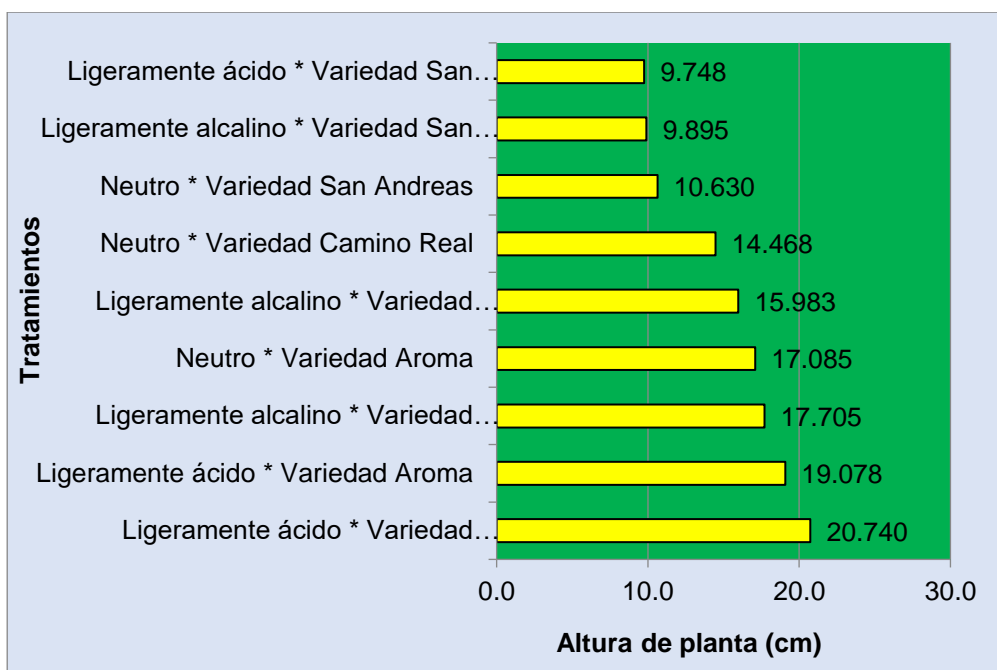 Tratamientos
Ligeramente ácido * Variedad San… 9.748
Ligeramente alcalino * Variedad San… 9.895
Neutro * Variedad San Andreas 10.630
Neutro * Variedad Camino Real 14.468
Ligeramente alcalino * Variedad… 15.983
Neutro * Variedad Aroma 17.085
Ligeramente alcalino * Variedad… 17.705
Ligeramente ácido * Variedad Aroma 19.078
Ligeramente ácido * Variedad… 20.740
0.0 10.0 20.0 30.0
Altura de planta (cm)